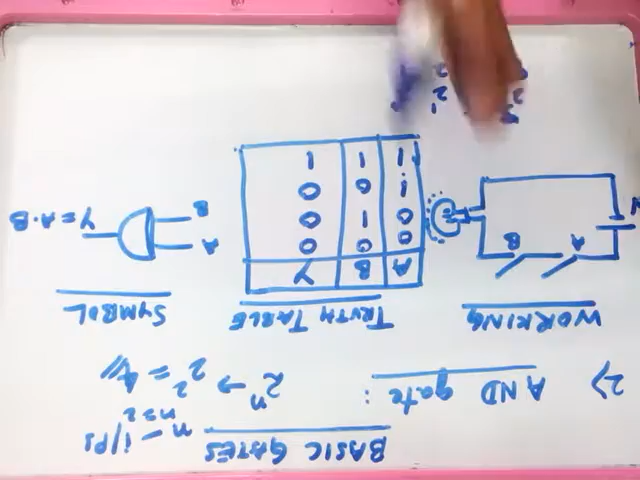 BASIC GATES
n - i/Ps
n=2
2) AND gate : 2ⁿ → 2² = 4 //
WORKING TRUTH TABLE SYMBOL
A B Y
0 0 0
0 1 0
1 0 0
1 1 1
A B
A
B
Y = A·B